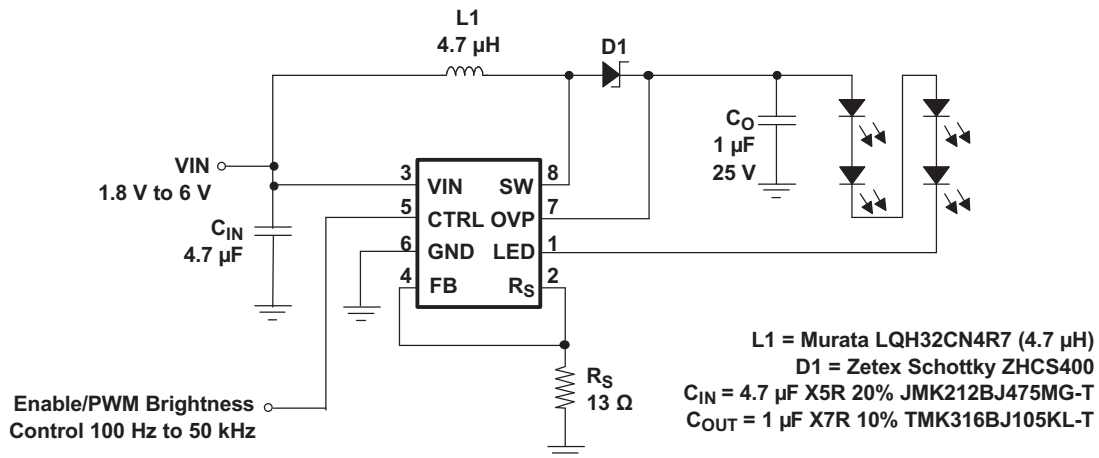 L1
4.7 µH
D1
C_O
1 µF
25 V
VIN
1.8 V to 6 V
C_IN
4.7 µF
3 VIN SW 8
5 CTRL OVP 7
6 GND LED 1
4 FB R_S 2
R_S
13 Ω
Enable/PWM Brightness
Control 100 Hz to 50 kHz
L1 = Murata LQH32CN4R7 (4.7 µH)
D1 = Zetex Schottky ZHCS400
C_IN = 4.7 µF X5R 20% JMK212BJ475MG-T
C_OUT = 1 µF X7R 10% TMK316BJ105KL-T